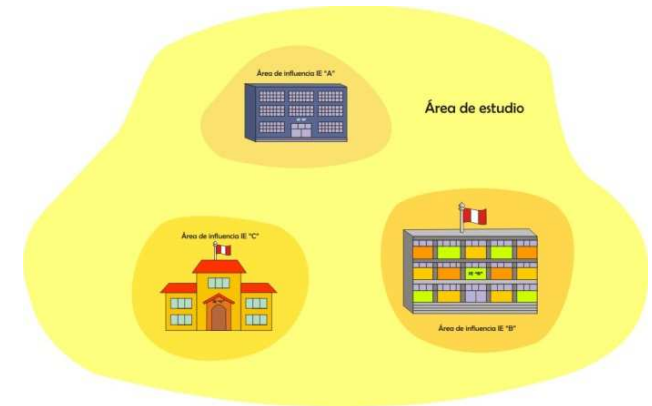 Área de influencia IE "A"
Área de estudio
Área de influencia IE "C"
IE "B"
Área de influencia IE "B"